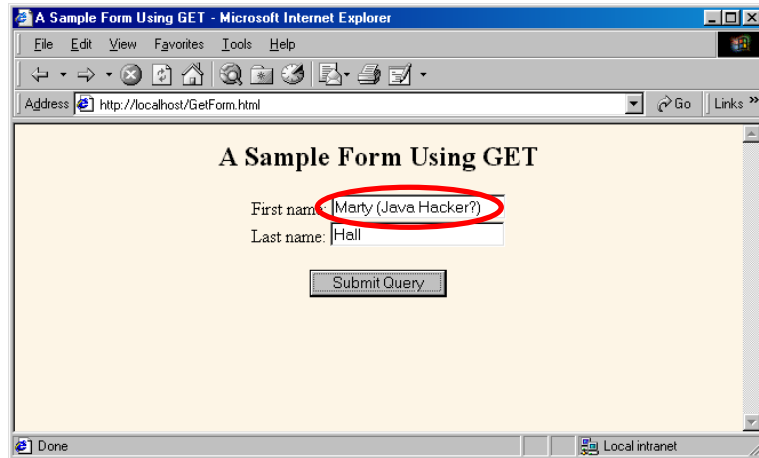 A Sample Form Using GET - Microsoft Internet Explorer
File Edit View Favorites Tools Help
Address http://localhost/GetForm.html Go Links »
A Sample Form Using GET
First name: Marty (Java Hacker?)
Last name: Hall
Submit Query
Done Local intranet